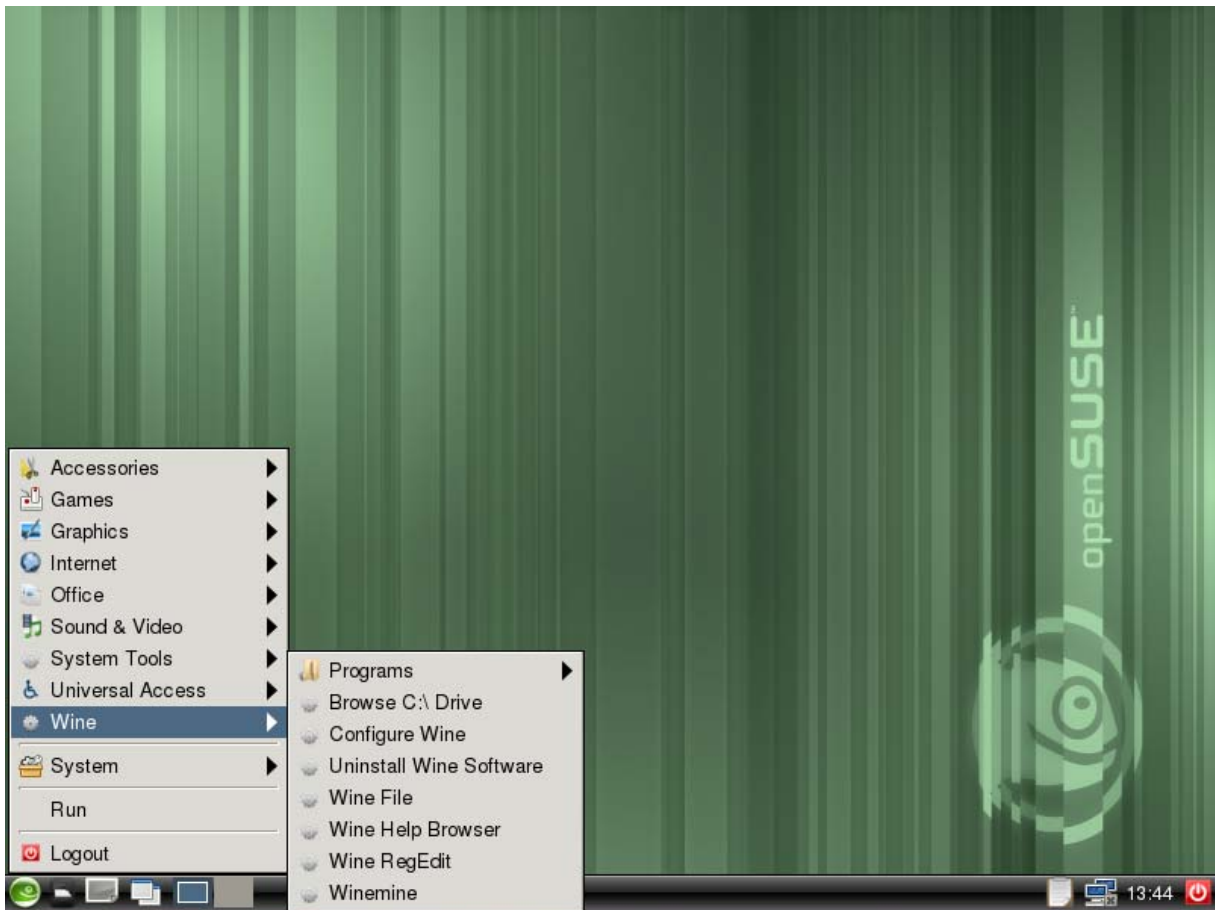 openSUSE™
Accessories
Games
Graphics
Internet
Office
Sound & Video
System Tools
Universal Access
Wine
System
Run
Logout
Programs
Browse C:\ Drive
Configure Wine
Uninstall Wine Software
Wine File
Wine Help Browser
Wine RegEdit
Winemine
13:44